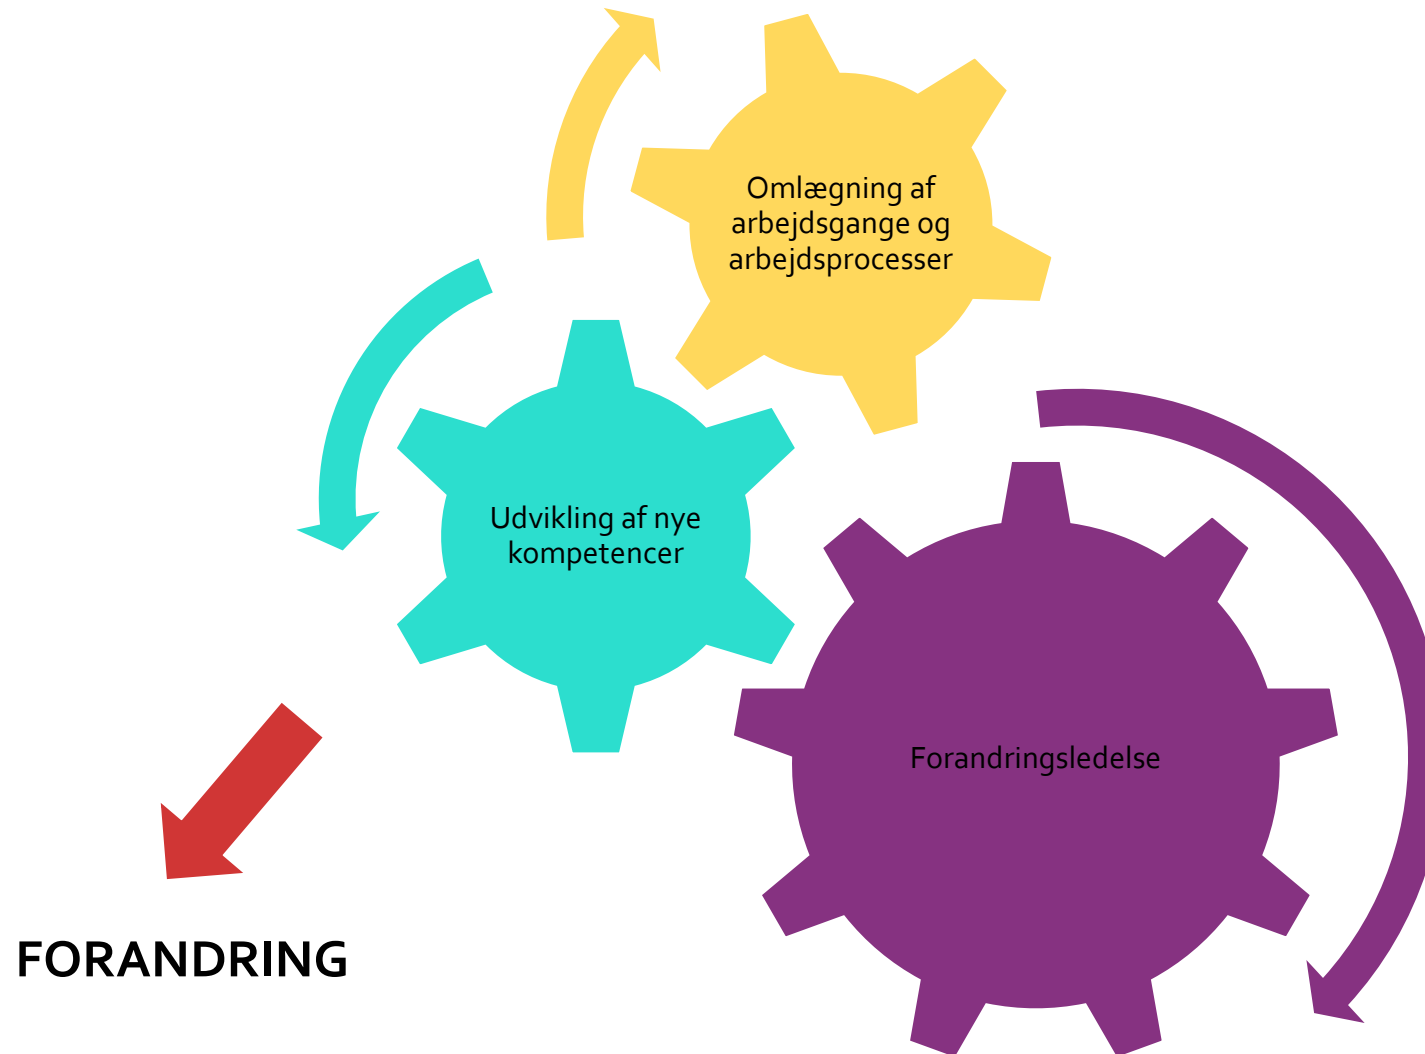 Omlægning af
arbejdsgange og
arbejdsprocesser
Udvikling af nye
kompetencer
Forandringsledelse
FORANDRING